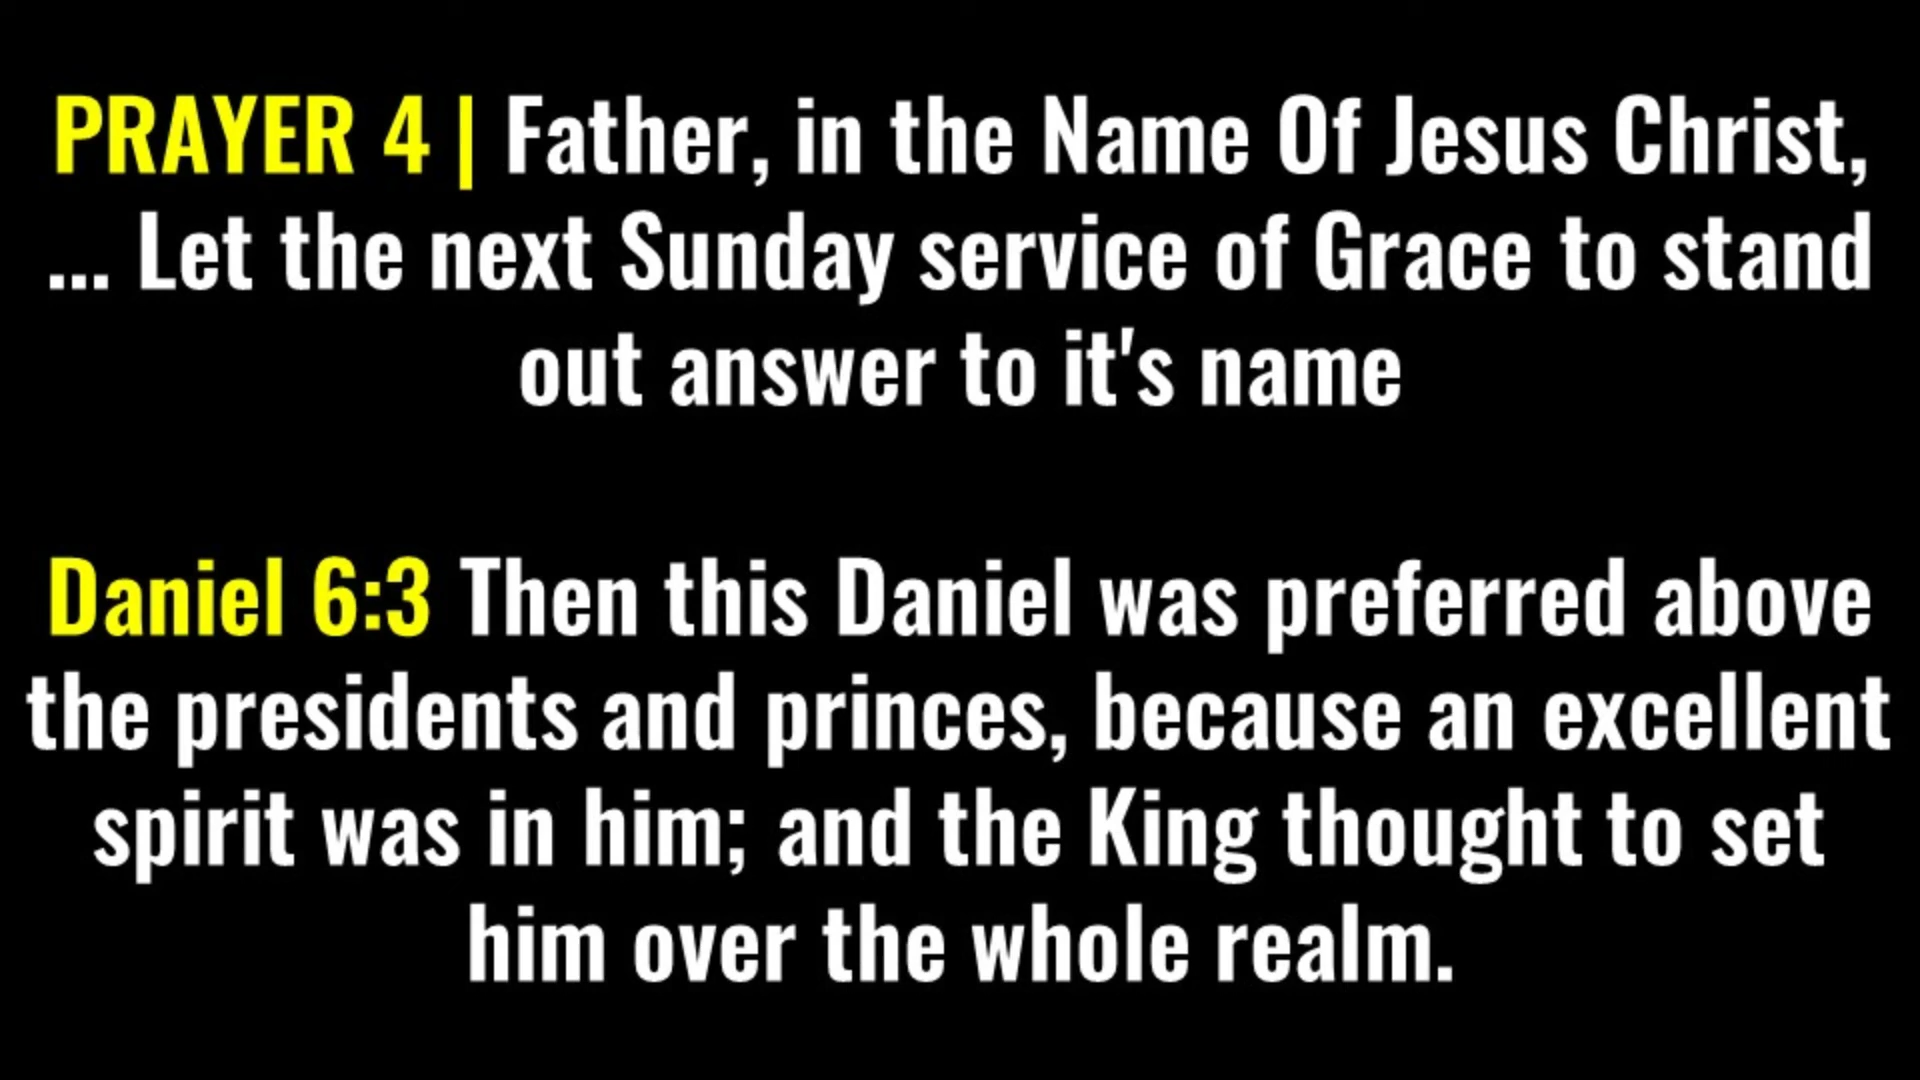 PRAYER 4 | Father, in the Name Of Jesus Christ,
... Let the next Sunday service of Grace to stand
out answer to it's name
Daniel 6:3 Then this Daniel was preferred above
the presidents and princes, because an excellent
spirit was in him; and the King thought to set
him over the whole realm.